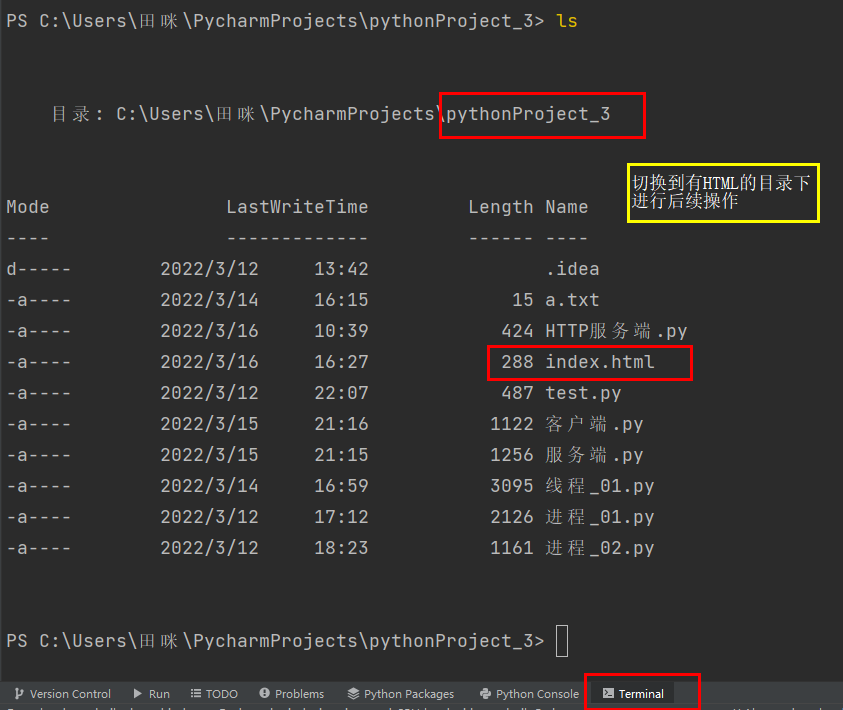 PS C:\Users\田咪\PycharmProjects\pythonProject_3> ls
目录: C:\Users\田咪\PycharmProjects\pythonProject_3
切换到有HTML的目录下
进行后续操作
Mode LastWriteTime Length Name
---- ------------- ------ ----
d----- 2022/3/12 13:42 .idea
-a---- 2022/3/14 16:15 15 a.txt
-a---- 2022/3/16 10:39 424 HTTP服务端.py
-a---- 2022/3/16 16:27 288 index.html
-a---- 2022/3/12 22:07 487 test.py
-a---- 2022/3/15 21:16 1122 客户端.py
-a---- 2022/3/15 21:15 1256 服务端.py
-a---- 2022/3/14 16:59 3095 线程_01.py
-a---- 2022/3/12 17:12 2126 进程_01.py
-a---- 2022/3/12 18:23 1161 进程_02.py
PS C:\Users\田咪\PycharmProjects\pythonProject_3>
Version Control Run TODO Problems Python Packages Python Console Terminal